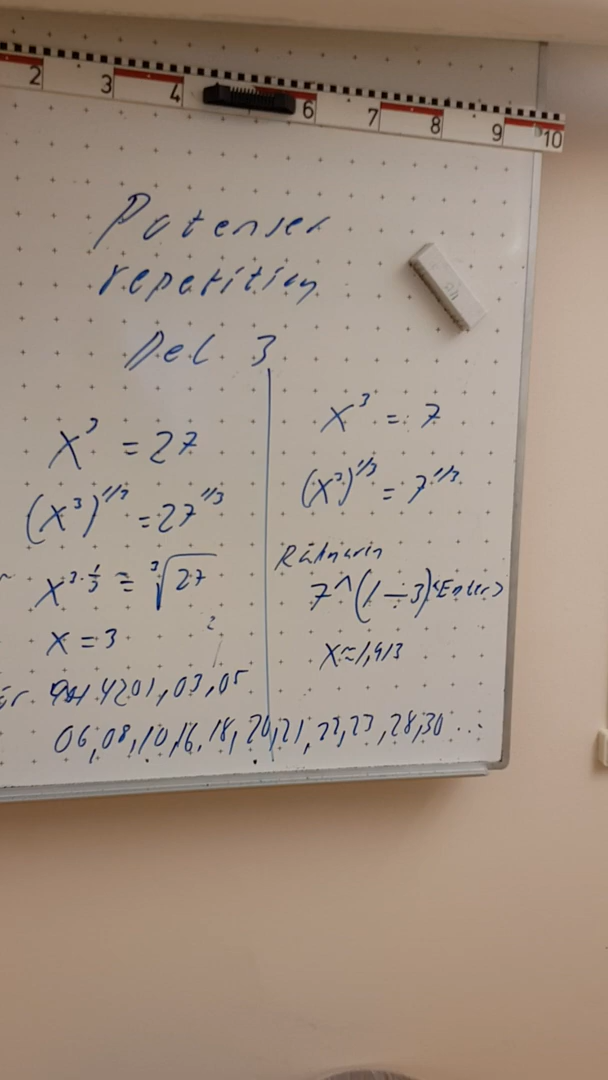 2 3 4 6 7 8 9 10
Potenser
repetition
Del 3
x³ = 27
(x³)^1/3 = 27^1/3
x^3·1/3 = ³√27
x = 3
x³ = 7
(x³)^1/3 = 7^1/3
Räknarin
7^(1÷3)<Enter>
x≈1,913
4201, 03, 05
06, 08, 10, 16, 18, 20, 21, 22, 23, 28, 30 ...